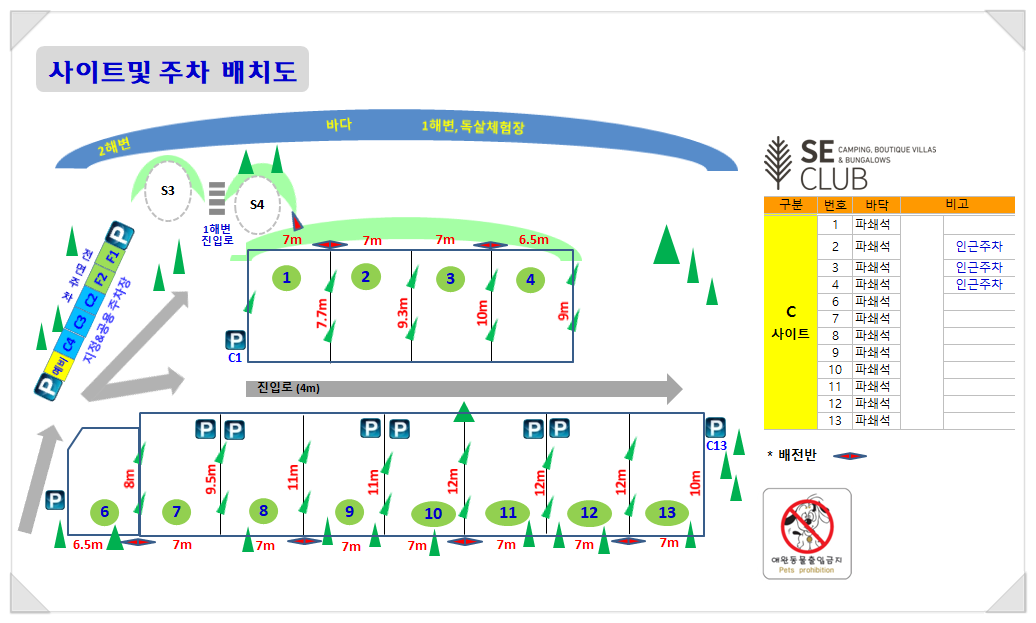 사이트및 주차 배치도
2해변
바다
1해변,독살체험장
S3
S4
1해변
진입로
SE CLUB
CAMPING, BOUTIQUE VILLAS
& BUNGALOWS
P
F1
F2
C2
C3
C4
예비
P
지정&공용 주차장
7m
7m
7m
6.5m
1
2
3
4
7.7m
9.3m
10m
9m
P
C1
진입로 (4m)
P
P
P
P
P
P
P
C13
P
8m
9.5m
11m
11m
12m
12m
12m
10m
6
7
8
9
10
11
12
13
6.5m
7m
7m
7m
7m
7m
7m
7m
구분 번호 바닥 비고
C
사이트
1 파쇄석
2 파쇄석 인근주차
3 파쇄석 인근주차
4 파쇄석 인근주차
6 파쇄석
7 파쇄석
8 파쇄석
9 파쇄석
10 파쇄석
11 파쇄석
12 파쇄석
13 파쇄석
* 배전반
애완동물출입금지
Pets prohibition